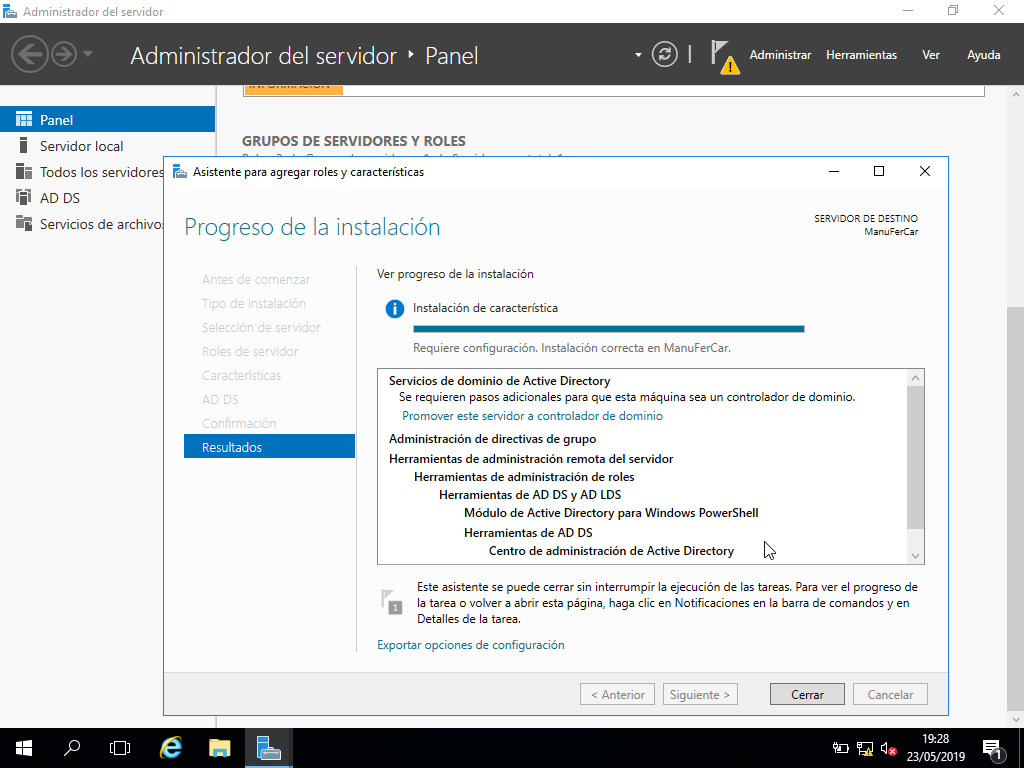 Administrador del servidor
Administrador del servidor ‣ Panel
Administrar Herramientas Ver Ayuda
Panel
Servidor local
Todos los servidores
AD DS
Servicios de archivos
GRUPOS DE SERVIDORES Y ROLES
Asistente para agregar roles y características
Progreso de la instalación
SERVIDOR DE DESTINO
ManuFerCar
Antes de comenzar
Tipo de instalación
Selección de servidor
Roles de servidor
Características
AD DS
Confirmación
Resultados
Ver progreso de la instalación
Instalación de característica
Requiere configuración. Instalación correcta en ManuFerCar.
Servicios de dominio de Active Directory
Se requieren pasos adicionales para que esta máquina sea un controlador de dominio.
Promover este servidor a controlador de dominio
Administración de directivas de grupo
Herramientas de administración remota del servidor
Herramientas de administración de roles
Herramientas de AD DS y AD LDS
Módulo de Active Directory para Windows PowerShell
Herramientas de AD DS
Centro de administración de Active Directory
1
Este asistente se puede cerrar sin interrumpir la ejecución de las tareas. Para ver el progreso de
la tarea o volver a abrir esta página, haga clic en Notificaciones en la barra de comandos y en
Detalles de la tarea.
Exportar opciones de configuración
< Anterior Siguiente > Cerrar Cancelar
19:28
23/05/2019
1